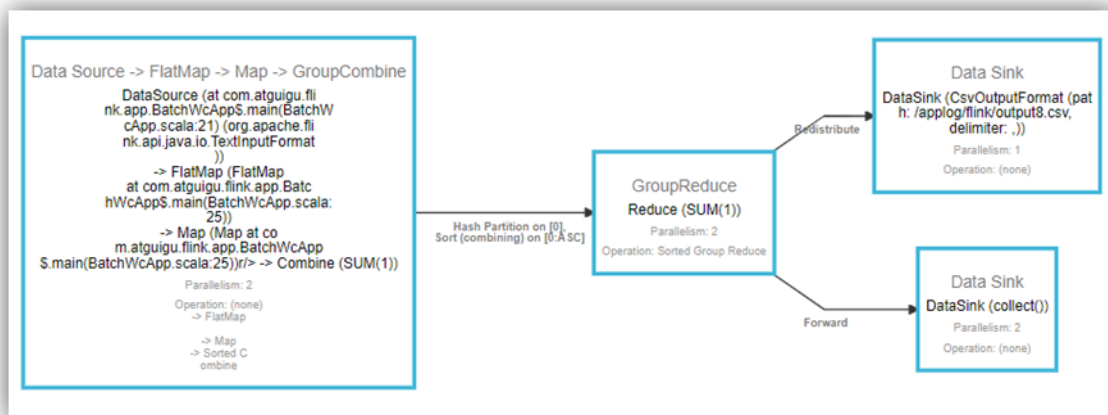 Data Source -> FlatMap -> Map -> GroupCombine
DataSource (at com.atguigu.fli
nk.app.BatchWcApp$.main(BatchW
cApp.scala:21) (org.apache.fli
nk.api.java.io.TextInputFormat
))
-> FlatMap (FlatMap
at com.atguigu.flink.app.Batc
hWcApp$.main(BatchWcApp.scala:
25))
-> Map (Map at co
m.atguigu.flink.app.BatchWcApp
$.main(BatchWcApp.scala:25))r/> -> Combine (SUM(1))
Parallelism: 2
Operation: (none)
-> FlatMap
-> Map
-> Sorted C
ombine
Hash Partition on [0],
Sort (combining) on [0:ASC]
GroupReduce
Reduce (SUM(1))
Parallelism: 2
Operation: Sorted Group Reduce
Redistribute
Data Sink
DataSink (CsvOutputFormat (pat
h: /applog/flink/output8.csv,
delimiter: ,))
Parallelism: 1
Operation: (none)
Forward
Data Sink
DataSink (collect())
Parallelism: 2
Operation: (none)